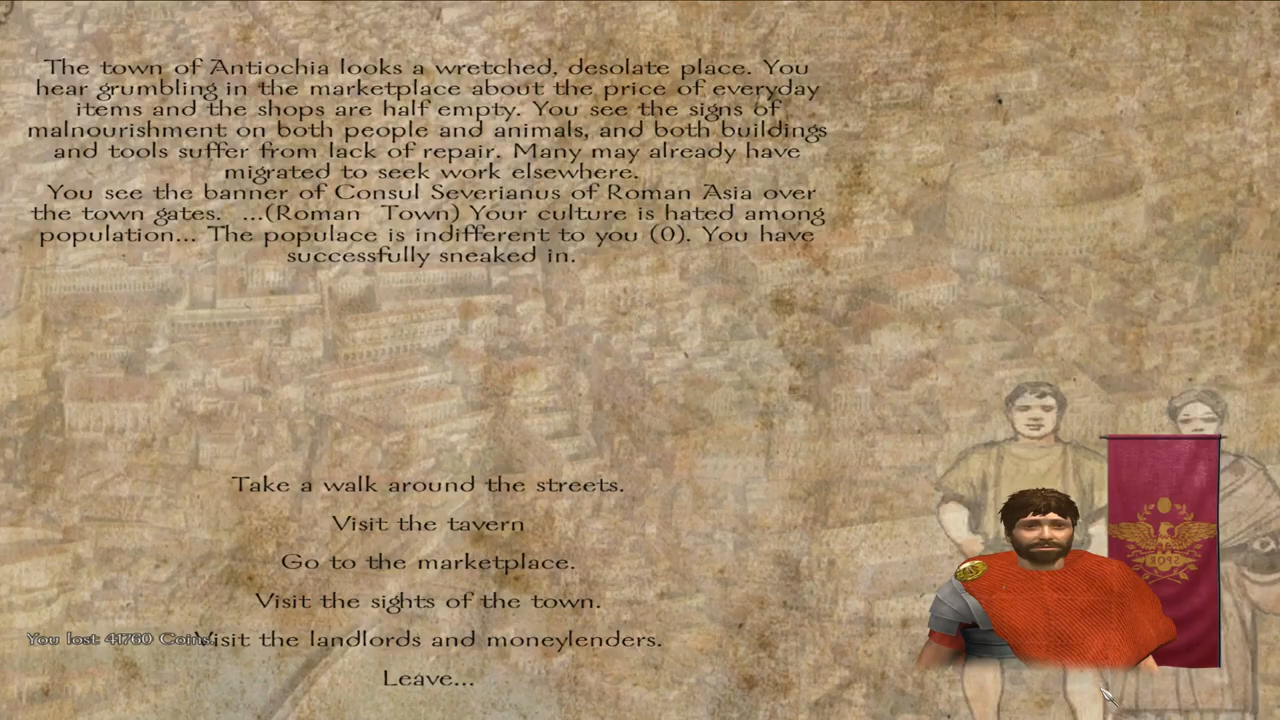 The town of Antiochia looks a wretched, desolate place. You
hear grumbling in the marketplace about the price of everyday
items and the shops are half empty. You see the signs of
malnourishment on both people and animals, and both buildings
and tools suffer from lack of repair. Many may already have
migrated to seek work elsewhere.
You see the banner of Consul Severianus of Roman Asia over
the town gates. ...(Roman Town) Your culture is hated among
population... The populace is indifferent to you (0). You have
successfully sneaked in.
Take a walk around the streets.
Visit the tavern
Go to the marketplace.
Visit the sights of the town.
You lost 41760 Coins.
Visit the landlords and moneylenders.
Leave...
SPQR